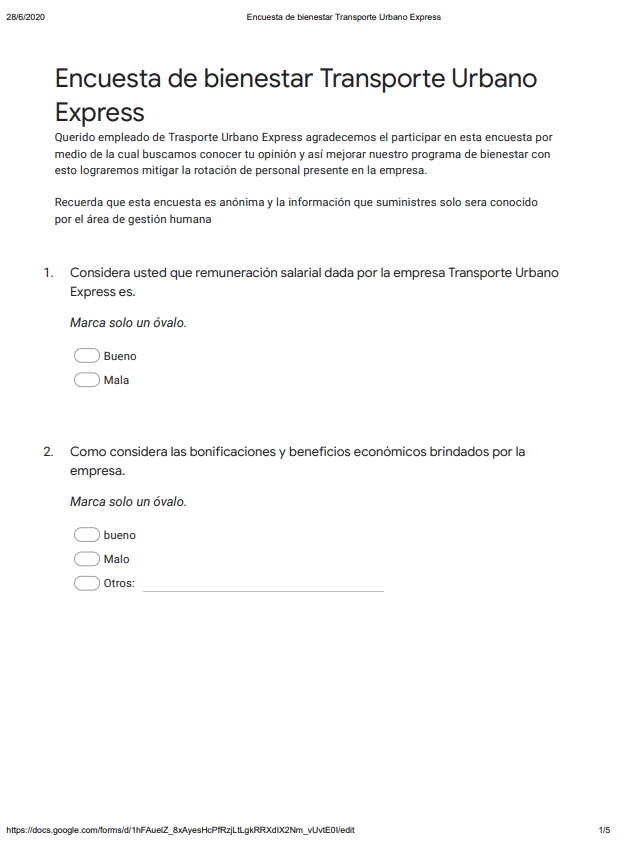 28/6/2020 Encuesta de bienestar Transporte Urbano Express
Encuesta de bienestar Transporte Urbano
Express
Querido empleado de Trasporte Urbano Express agradecemos el participar en esta encuesta por
medio de la cual buscamos conocer tu opinión y así mejorar nuestro programa de bienestar con
esto lograremos mitigar la rotación de personal presente en la empresa.
Recuerda que esta encuesta es anónima y la información que suministres solo sera conocido
por el área de gestión humana
1. Considera usted que remuneración salarial dada por la empresa Transporte Urbano
Express es.
Marca solo un óvalo.
Bueno
Mala
2. Como considera las bonificaciones y beneficios económicos brindados por la
empresa.
Marca solo un óvalo.
bueno
Malo
Otros:
https://docs.google.com/forms/d/1hFAuelZ_8xAyesHcPfRzjLtLgkRRXdIX2Nm_vUvtE0I/edit 1/5